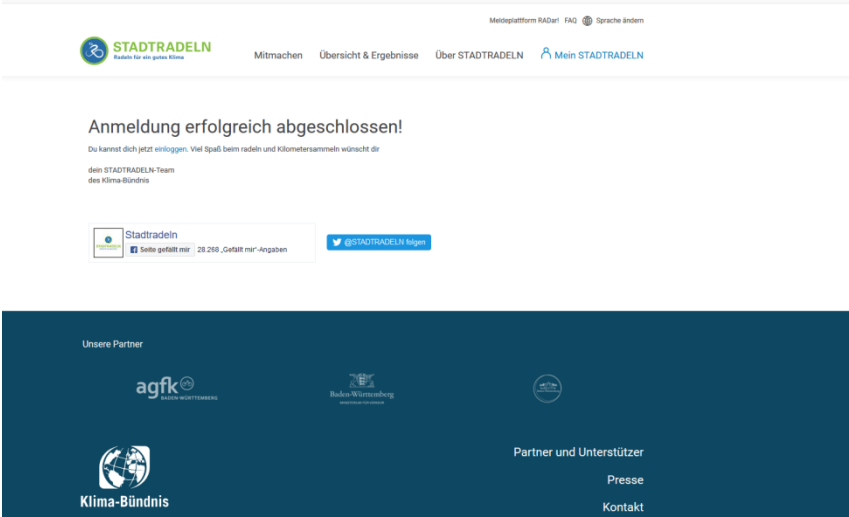 Meldeplattform RADar! FAQ Sprache ändern
STADTRADELN
Radeln für ein gutes Klima
Mitmachen Übersicht & Ergebnisse Über STADTRADELN Mein STADTRADELN
Anmeldung erfolgreich abgeschlossen!
Du kannst dich jetzt einloggen. Viel Spaß beim radeln und Kilometersammeln wünscht dir
dein STADTRADELN-Team
des Klima-Bündnis
Stadtradeln
Seite gefällt mir 28.268 „Gefällt mir“-Angaben
@STADTRADELN folgen
Unsere Partner
agfk
BADEN-WÜRTTEMBERG
Baden-Württemberg
MINISTERIUM FÜR VERKEHR
Klima-Bündnis
Partner und Unterstützer
Presse
Kontakt